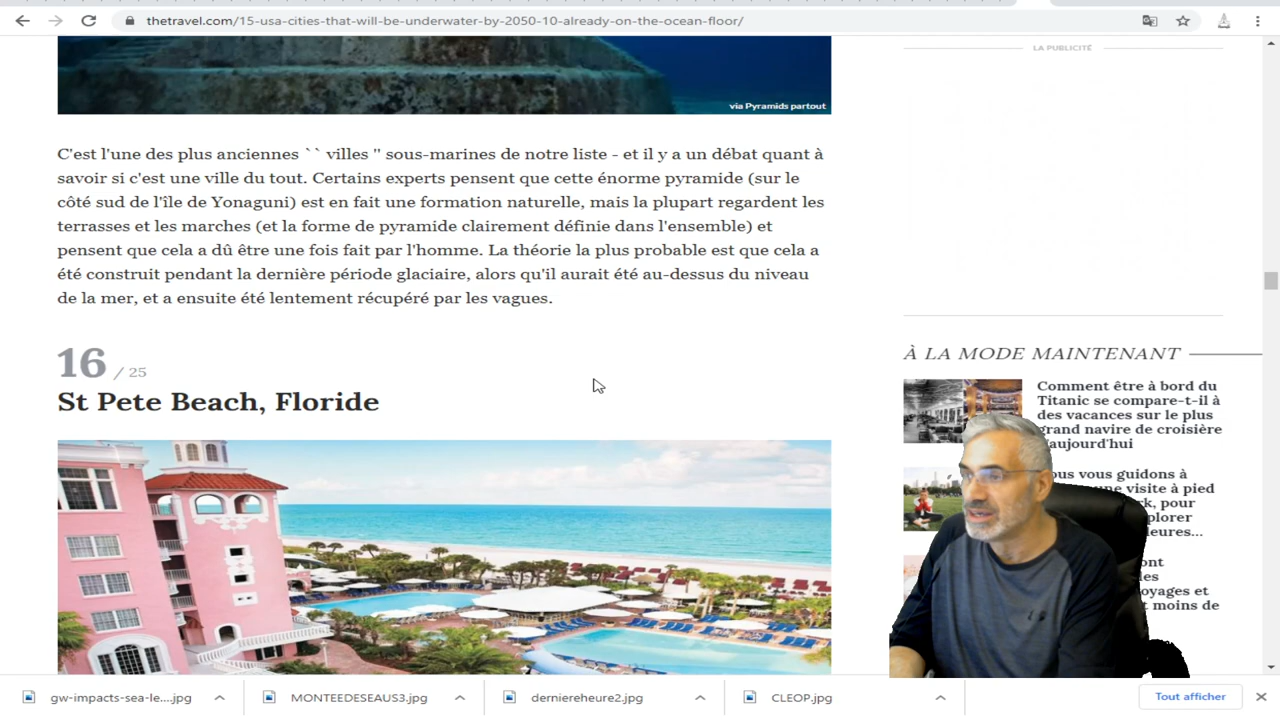 thetravel.com/15-usa-cities-that-will-be-underwater-by-2050-10-already-on-the-ocean-floor/
LA PUBLICITÉ
via Pyramids partout
C'est l'une des plus anciennes `` villes '' sous-marines de notre liste - et il y a un débat quant à
savoir si c'est une ville du tout. Certains experts pensent que cette énorme pyramide (sur le
côté sud de l'île de Yonaguni) est en fait une formation naturelle, mais la plupart regardent les
terrasses et les marches (et la forme de pyramide clairement définie dans l'ensemble) et
pensent que cela a dû être une fois fait par l'homme. La théorie la plus probable est que cela a
été construit pendant la dernière période glaciaire, alors qu'il aurait été au-dessus du niveau
de la mer, et a ensuite été lentement récupéré par les vagues.
16 / 25
St Pete Beach, Floride
À LA MODE MAINTENANT
Comment être à bord du
Titanic se compare-t-il à
des vacances sur le plus
grand navire de croisière
d'aujourd'hui
vous guidons à
une visite à pied
pour
gw-impacts-sea-le....jpg
MONTEEDESEAUS3.jpg
derniereheure2.jpg
CLEOP.jpg
Tout afficher